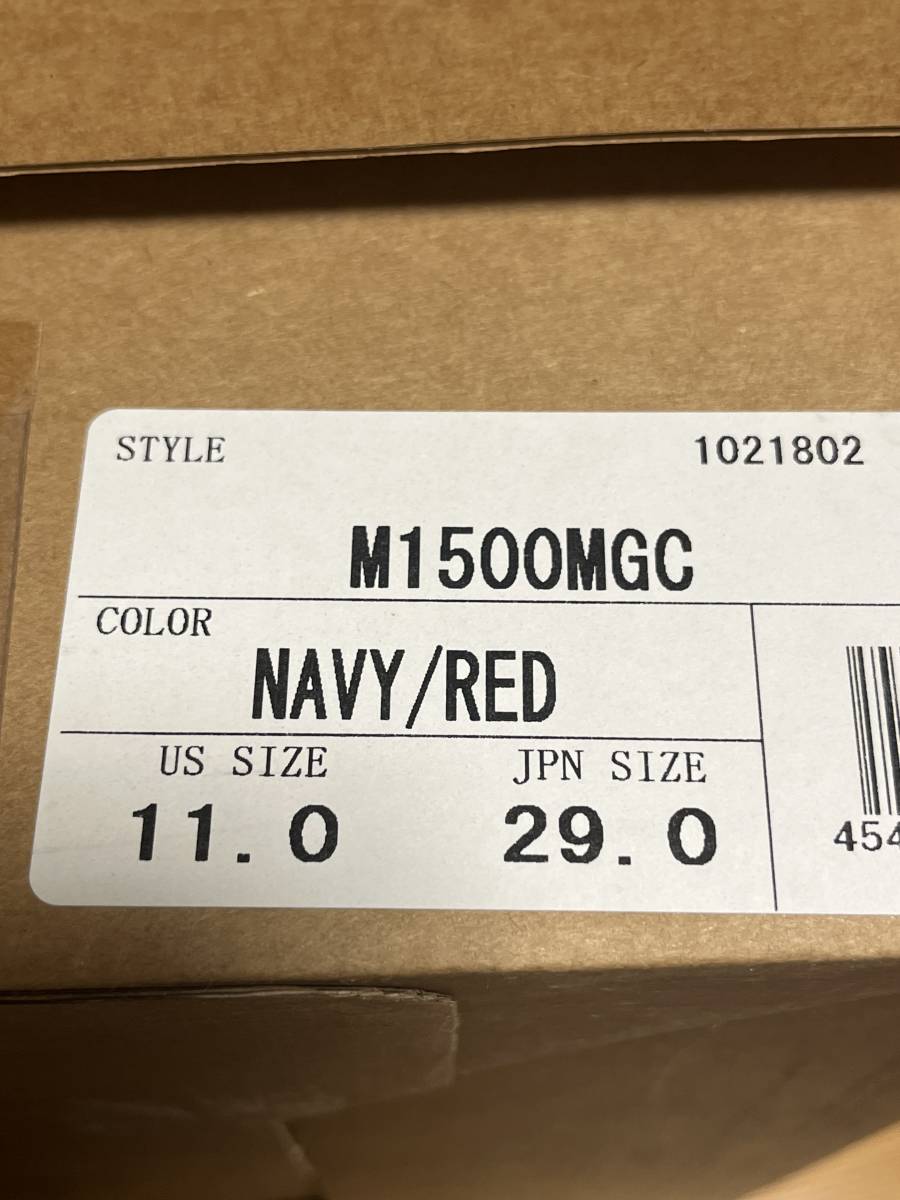 STYLE 1021802
M1500MGC
COLOR
NAVY/RED
US SIZE JPN SIZE
11.0 29.0
454